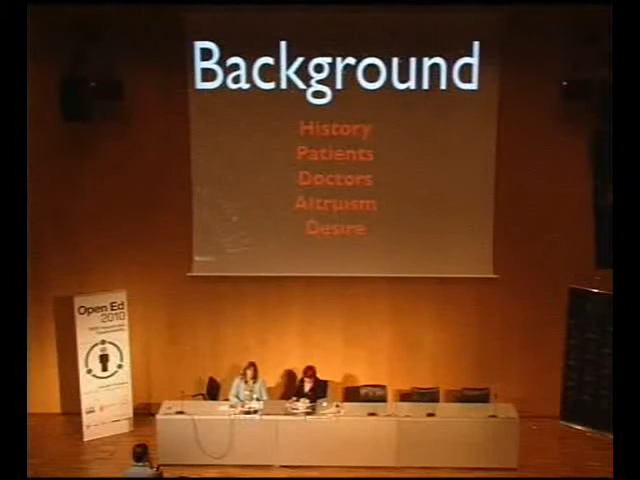 Background
History
Patients
Doctors
Altruism
Desire
Open Ed
2010